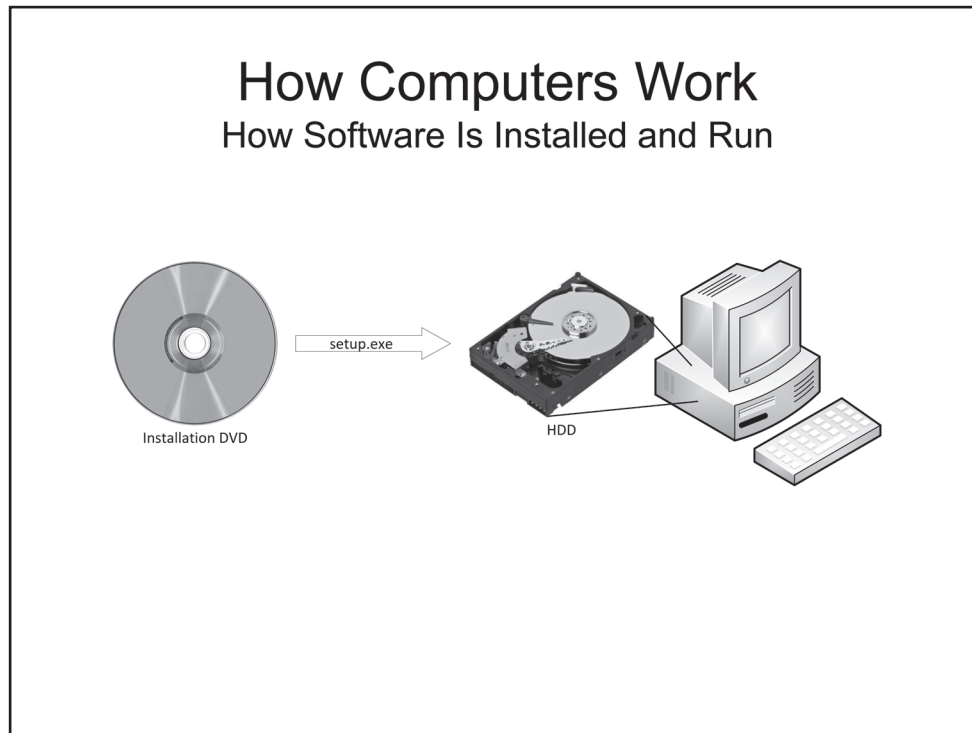 How Computers Work
How Software Is Installed and Run
setup.exe
Installation DVD
HDD